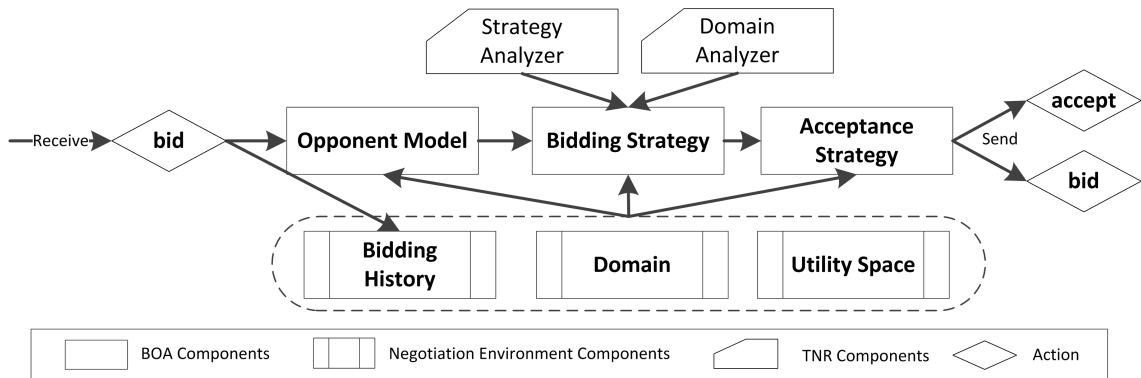 Strategy
Analyzer
Domain
Analyzer
Receive
bid
Opponent Model
Bidding Strategy
Acceptance
Strategy
Send
accept
bid
Bidding
History
Domain
Utility Space
BOA Components
Negotiation Environment Components
TNR Components
Action